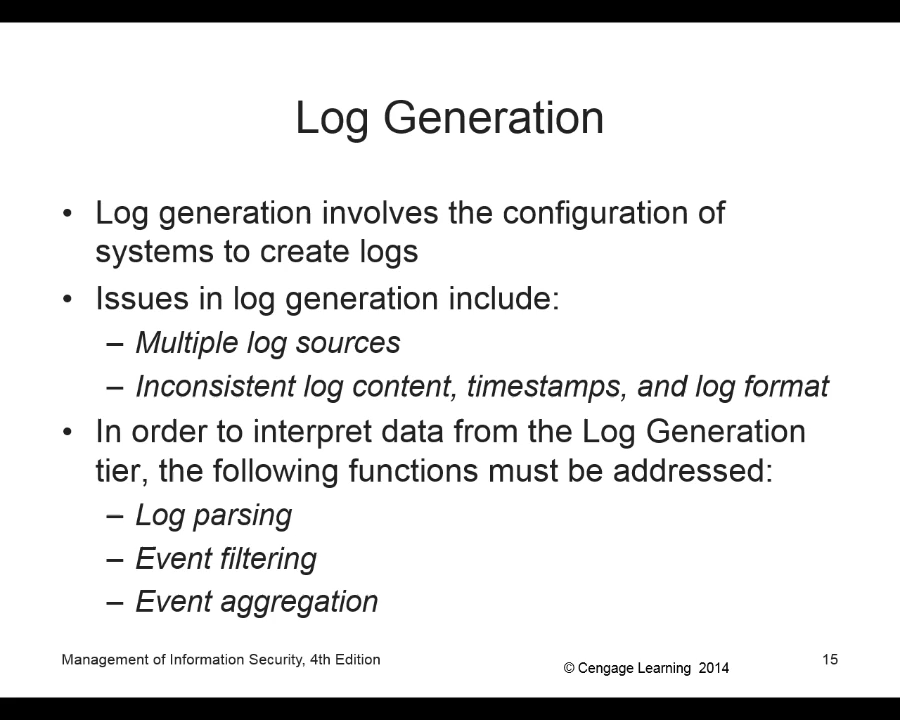 Log Generation
• Log generation involves the configuration of
systems to create logs
• Issues in log generation include:
– Multiple log sources
– Inconsistent log content, timestamps, and log format
• In order to interpret data from the Log Generation
tier, the following functions must be addressed:
– Log parsing
– Event filtering
– Event aggregation
Management of Information Security, 4th Edition
© Cengage Learning 2014
15